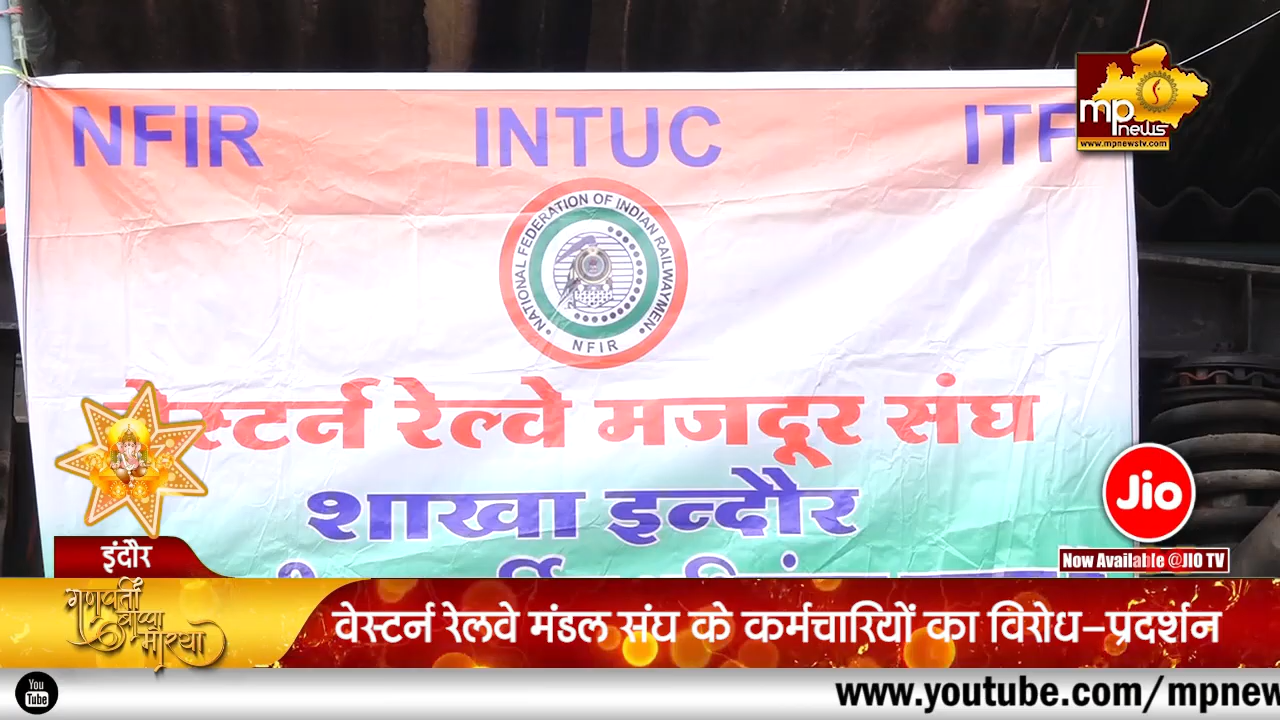 NFIR INTUC ITF
mp news
www.mpnewstv.com
NATIONAL FEDERATION OF INDIAN RAILWAYMEN
NFIR
वेस्टर्न रेल्वे मजदूर संघ
शाखा इन्दौर
Jio
Now Available @JIO TV
इंदौर
गणपती
बाप्पा
मोरया
वेस्टर्न रेलवे मंडल संघ के कर्मचारियों का विरोध-प्रदर्शन
You
Tube
www.youtube.com/mpnew